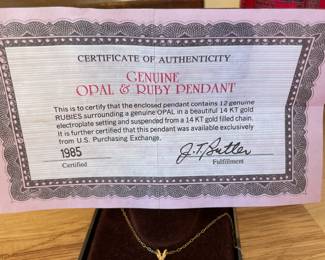 CERTIFICATE OF AUTHENTICITY
GENUINE
OPAL & RUBY PENDANT
This is to certify that the enclosed pendant contains 12 genuine
RUBIES surrounding a genuine OPAL in a beautiful 14 KT gold
electroplate setting and suspended from a 14 KT gold filled chain.
It is further certified that this pendant was available exclusively
from U.S. Purchasing Exchange.
1985
J.T. Butler
Certified
Fulfillment